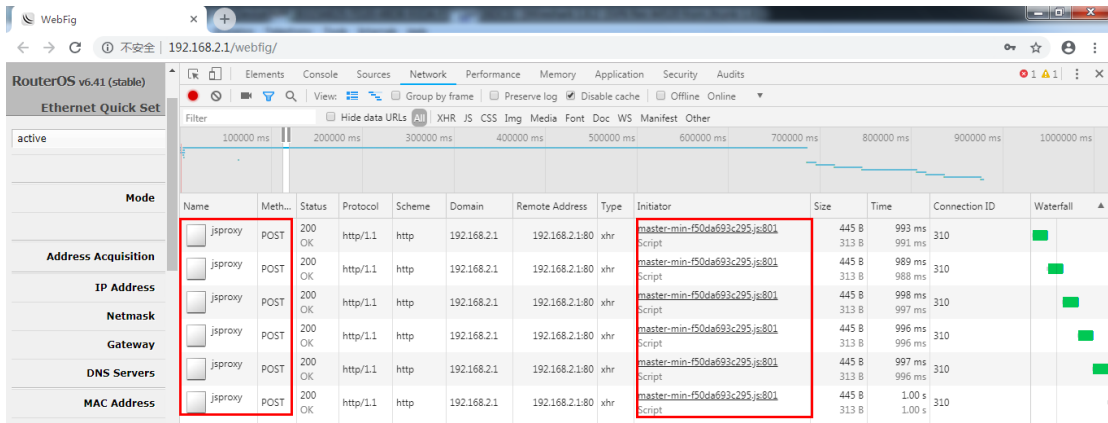 WebFig
不安全 | 192.168.2.1/webfig/
RouterOS v6.41 (stable)
Ethernet Quick Set
active
Mode
Address Acquisition
IP Address
Netmask
Gateway
DNS Servers
MAC Address
Elements Console Sources Network Performance Memory Application Security Audits 1 1
View: Group by frame Preserve log Disable cache Offline Online
Filter Hide data URLs All XHR JS CSS Img Media Font Doc WS Manifest Other
100000 ms 200000 ms 300000 ms 400000 ms 500000 ms 600000 ms 700000 ms 800000 ms 900000 ms 1000000 ms
Name Meth... Status Protocol Scheme Domain Remote Address Type Initiator Size Time Connection ID Waterfall
jsproxy POST 200 http/1.1 http 192.168.2.1 192.168.2.1:80 xhr master-min-f50da693c295.js:801 445 B 993 ms 310
OK Script 313 B 991 ms
jsproxy POST 200 http/1.1 http 192.168.2.1 192.168.2.1:80 xhr master-min-f50da693c295.js:801 445 B 989 ms 310
OK Script 313 B 988 ms
jsproxy POST 200 http/1.1 http 192.168.2.1 192.168.2.1:80 xhr master-min-f50da693c295.js:801 445 B 998 ms 310
OK Script 313 B 997 ms
jsproxy POST 200 http/1.1 http 192.168.2.1 192.168.2.1:80 xhr master-min-f50da693c295.js:801 445 B 996 ms 310
OK Script 313 B 996 ms
jsproxy POST 200 http/1.1 http 192.168.2.1 192.168.2.1:80 xhr master-min-f50da693c295.js:801 445 B 997 ms 310
OK Script 313 B 996 ms
jsproxy POST 200 http/1.1 http 192.168.2.1 192.168.2.1:80 xhr master-min-f50da693c295.js:801 445 B 1.00 s 310
OK Script 313 B 1.00 s